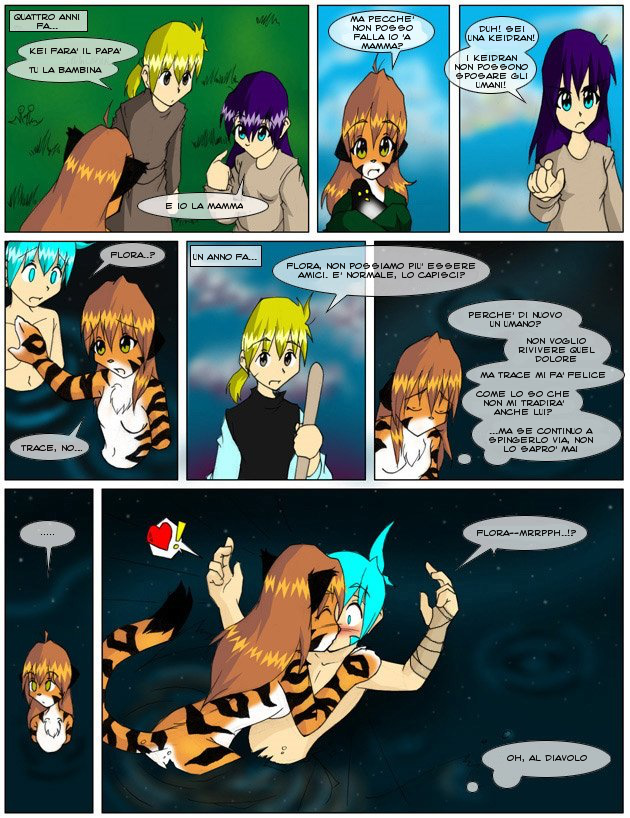 QUATTRO ANNI
FA...
KEI FARA' IL PAPA'
TU LA BAMBINA
E IO LA MAMMA
MA PECCHE'
NON POSSO
FALLA IO 'A
MAMMA?
DUH! SEI
UNA KEIDRAN!
I KEIDRAN
NON POSSONO
SPOSARE GLI
UMANI!
FLORA..?
TRACE, NO...
UN ANNO FA...
FLORA, NON POSSIAMO PIU' ESSERE
AMICI. E' NORMALE, LO CAPISCI?
PERCHE' DI NUOVO
UN UMANO?
NON VOGLIO
RIVIVERE QUEL
DOLORE
MA TRACE MI FA' FELICE
COME LO SO CHE
NON MI TRADIRA'
ANCHE LUI?
...MA SE CONTINUO A
SPINGERLO VIA, NON
LO SAPRO' MAI
.....
!
FLORA--MRRPPH..!?
OH, AL DIAVOLO